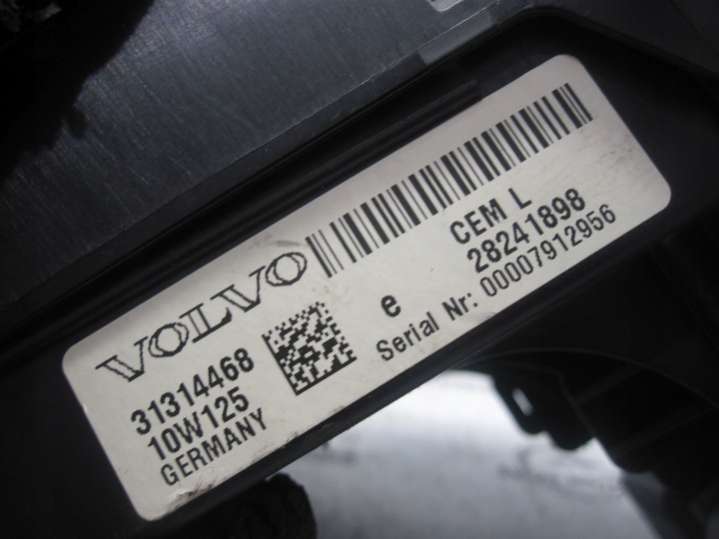 VOLVO
31314468
10W125
GERMANY
CEM L
28241898
e
Serial Nr: 00007912956